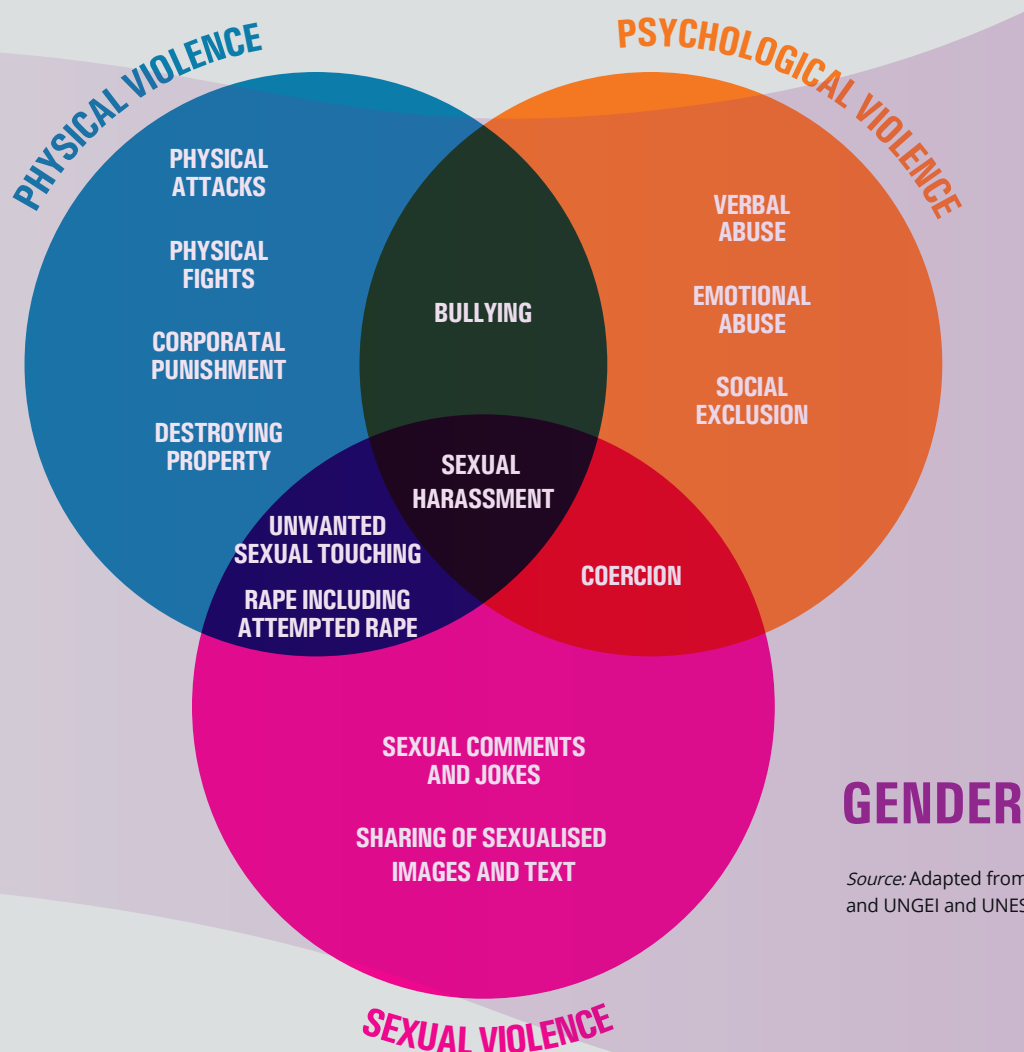 PHYSICAL VIOLENCE
PSYCHOLOGICAL VIOLENCE
PHYSICAL
ATTACKS
PHYSICAL
FIGHTS
CORPORATAL
PUNISHMENT
DESTROYING
PROPERTY
BULLYING
VERBAL
ABUSE
EMOTIONAL
ABUSE
SOCIAL
EXCLUSION
SEXUAL
HARASSMENT
UNWANTED
SEXUAL TOUCHING
RAPE INCLUDING
ATTEMPTED RAPE
COERCION
SEXUAL COMMENTS
AND JOKES
SHARING OF SEXUALISED
IMAGES AND TEXT
GENDER
Source: Adapted from
and UNGEI and UNES
SEXUAL VIOLENCE